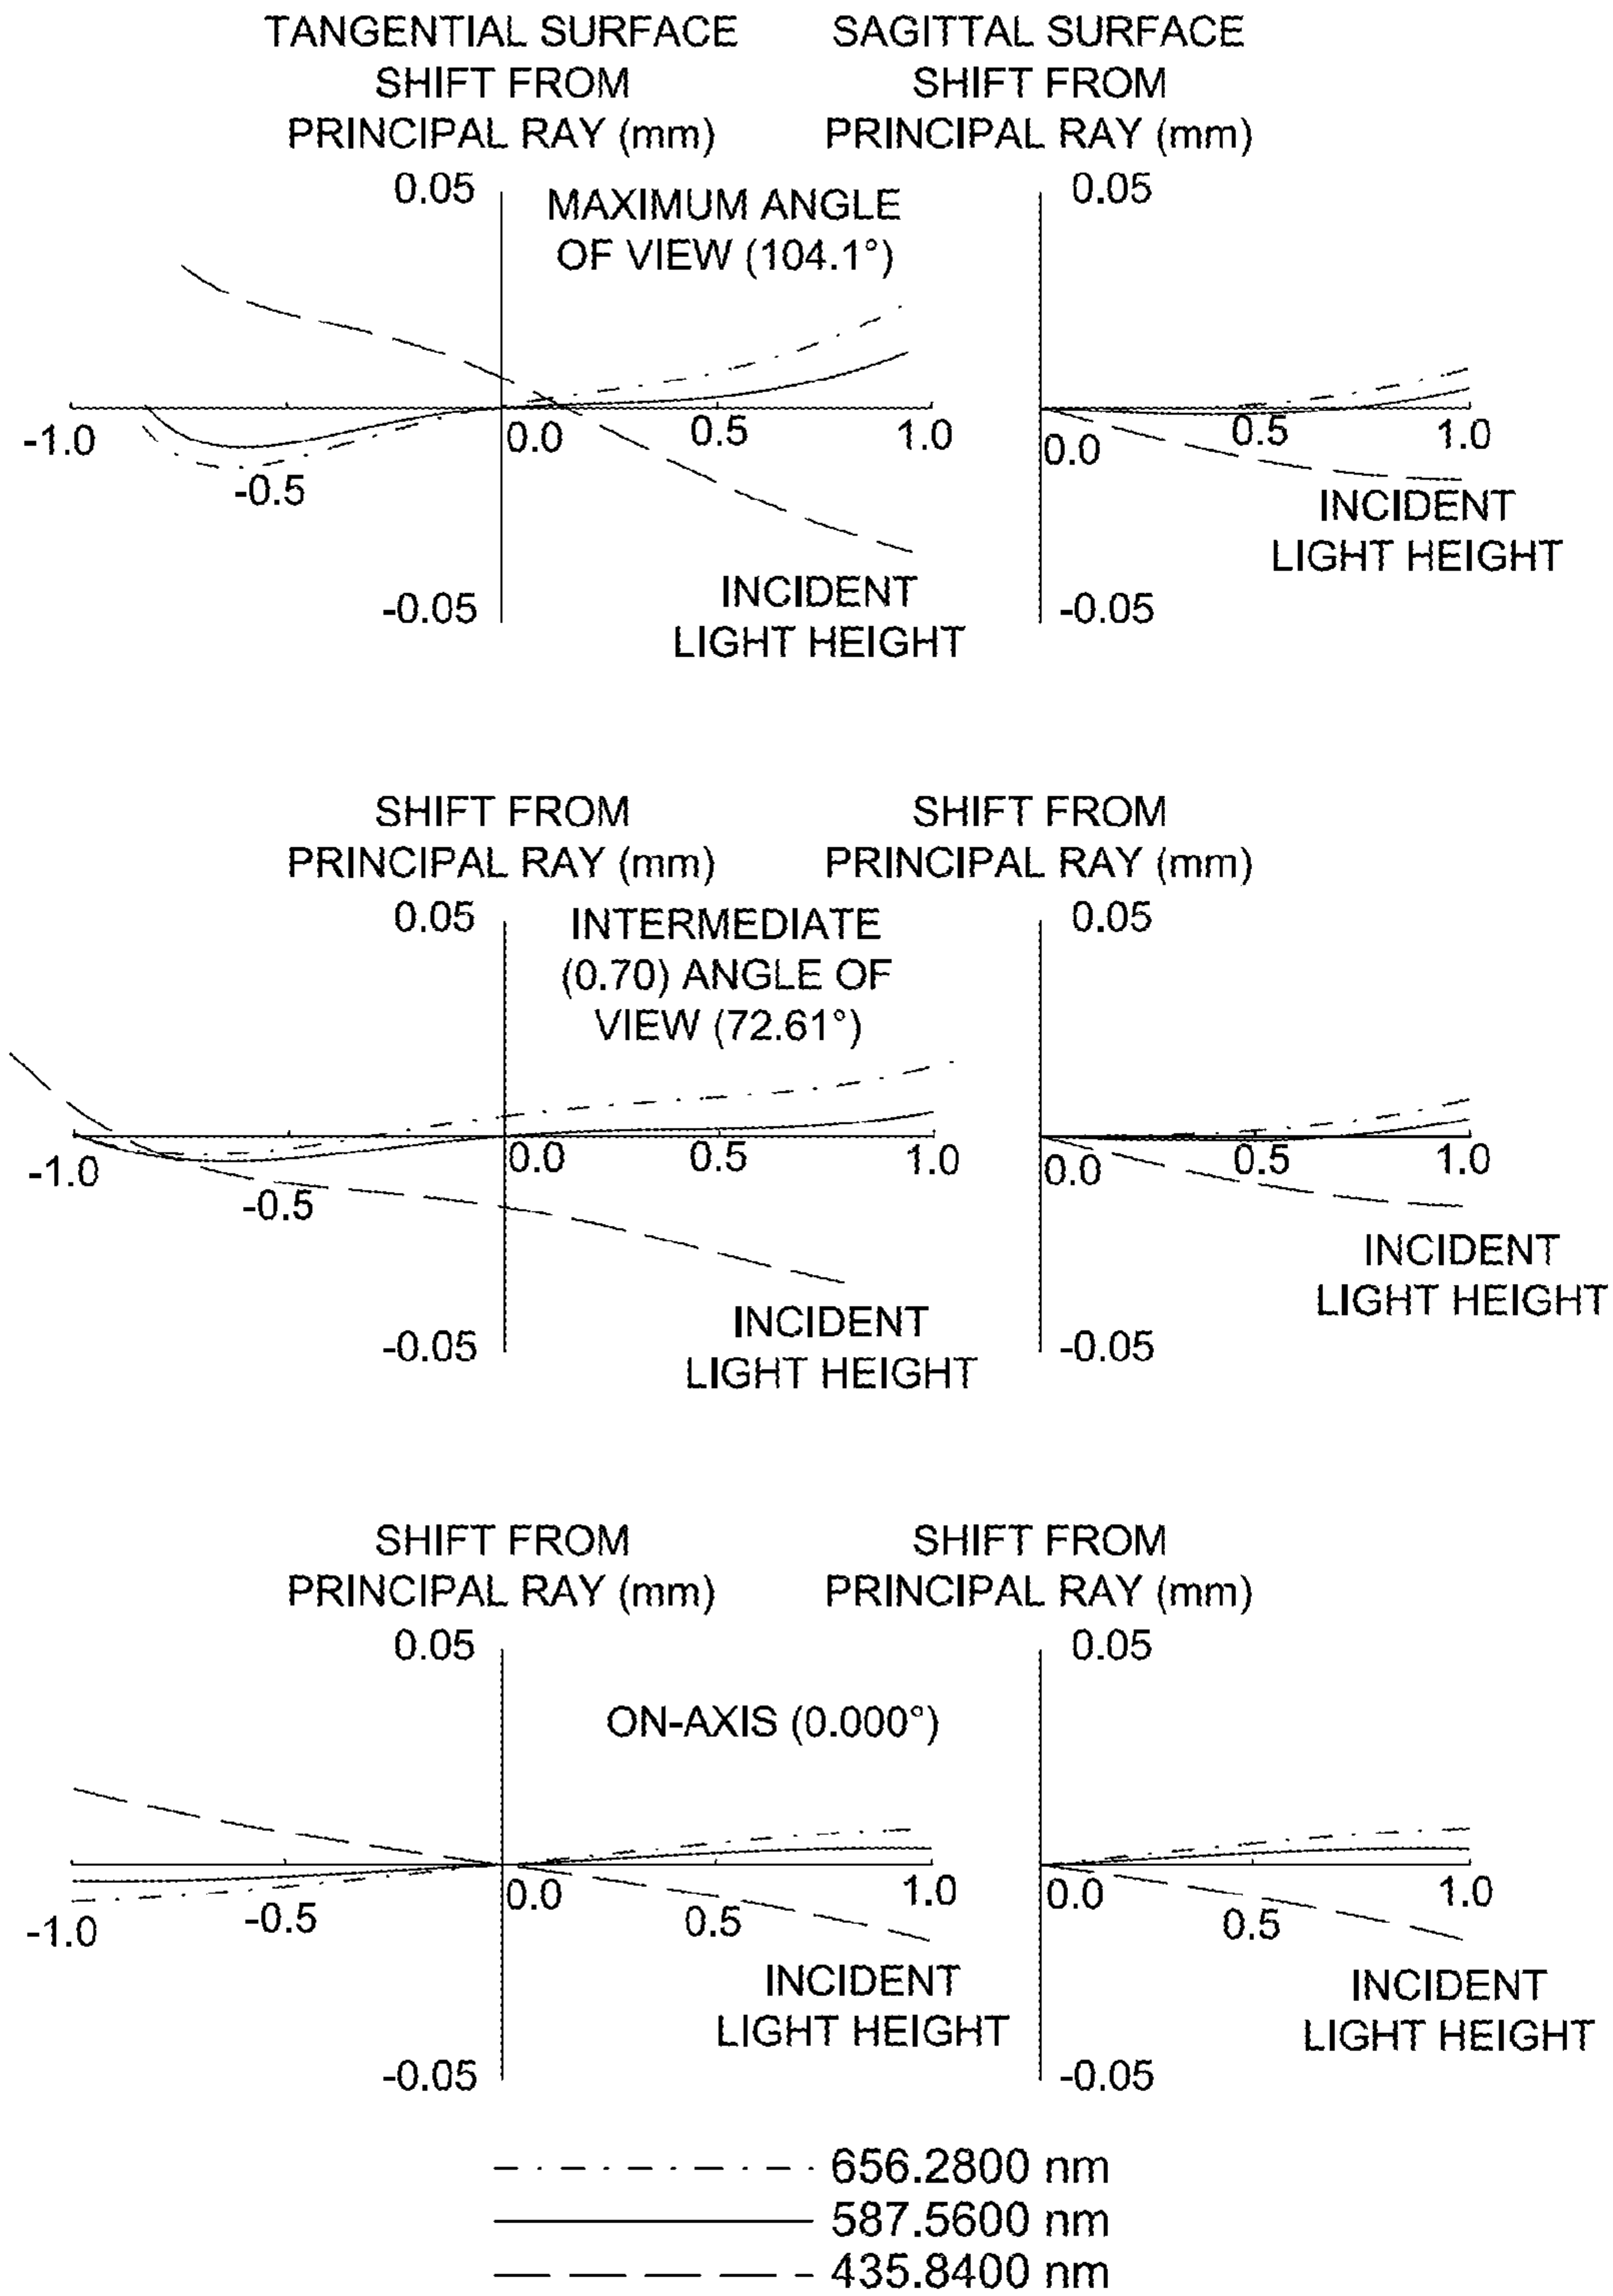 TANGENTIAL SURFACE
SHIFT FROM
PRINCIPAL RAY (mm)
SAGITTAL SURFACE
SHIFT FROM
PRINCIPAL RAY (mm)
0.05
MAXIMUM ANGLE
OF VIEW (104.1°)
-1.0
-0.5
0.0
0.5
1.0
-0.05
INCIDENT
LIGHT HEIGHT
0.05
0.0
0.5
1.0
INCIDENT
LIGHT HEIGHT
-0.05
SHIFT FROM
PRINCIPAL RAY (mm)
SHIFT FROM
PRINCIPAL RAY (mm)
0.05
INTERMEDIATE
(0.70) ANGLE OF
VIEW (72.61°)
-1.0
-0.5
0.0
0.5
1.0
-0.05
INCIDENT
LIGHT HEIGHT
0.05
0.0
0.5
1.0
INCIDENT
LIGHT HEIGHT
-0.05
SHIFT FROM
PRINCIPAL RAY (mm)
SHIFT FROM
PRINCIPAL RAY (mm)
0.05
ON-AXIS (0.000°)
-1.0
-0.5
0.0
0.5
1.0
INCIDENT
LIGHT HEIGHT
-0.05
0.05
0.0
0.5
1.0
INCIDENT
LIGHT HEIGHT
-0.05
656.2800 nm
587.5600 nm
435.8400 nm